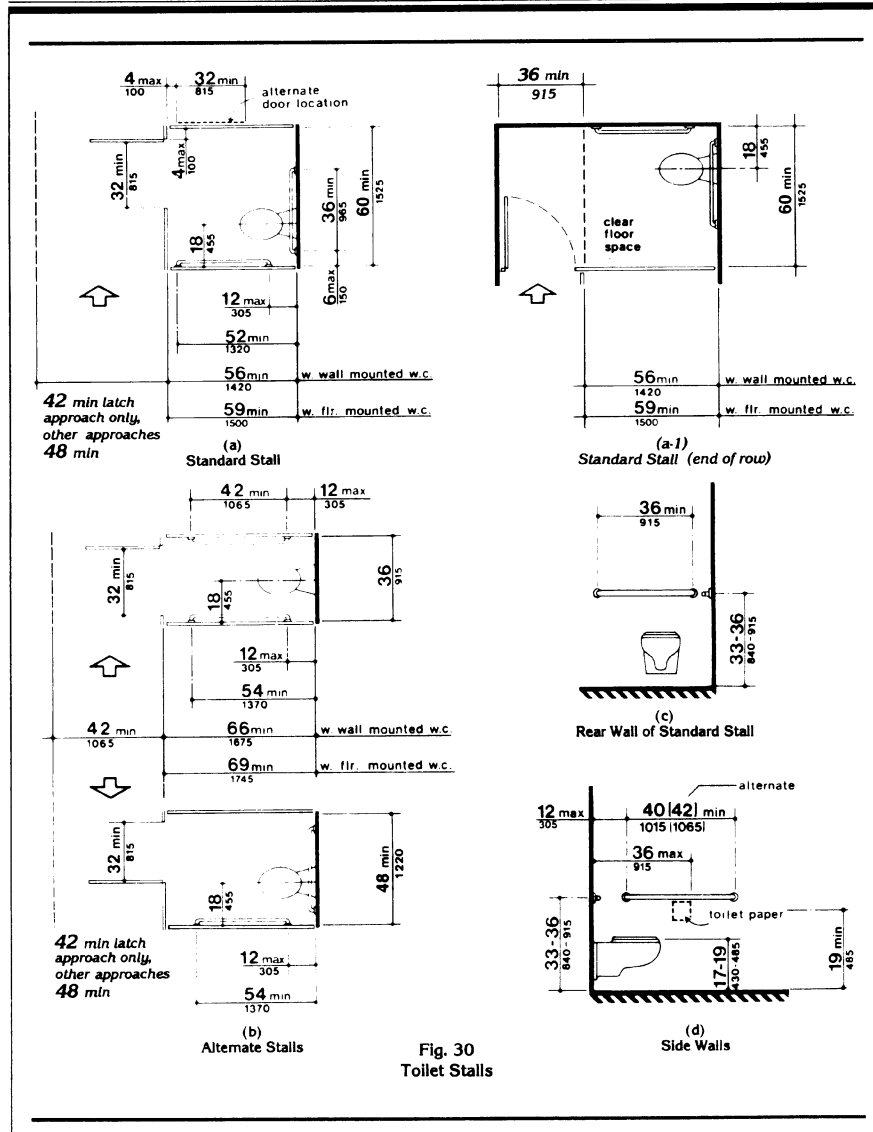 4 max
100
32 min
815
alternate
door location
32 min
815
4 max
100
18
455
36 min
965
60 min
1525
6 max
150
12 max
305
52 min
1320
56 min
1420
w. wall mounted w.c.
59 min
1500
w. flr. mounted w.c.
42 min latch
approach only,
other approaches
48 min
(a)
Standard Stall
36 min
915
18
455
60 min
1525
clear
floor
space
56 min
1420
w. wall mounted w.c.
59 min
1500
w. flr. mounted w.c.
(a-1)
Standard Stall (end of row)
42 min
1065
12 max
305
32 min
815
18
455
36
915
12 max
305
54 min
1370
42 min
1065
66 min
1675
w. wall mounted w.c.
69 min
1745
w. flr. mounted w.c.
32 min
815
18
455
48 min
1220
42 min latch
approach only,
other approaches
48 min
12 max
305
54 min
1370
(b)
Alternate Stalls
36 min
915
33-36
840-915
(c)
Rear Wall of Standard Stall
alternate
12 max
305
40 (42) min
1015 (1065)
36 max
915
toilet paper
33-36
840-915
17-19
430-485
19 min
485
(d)
Side Walls
Fig. 30
Toilet Stalls